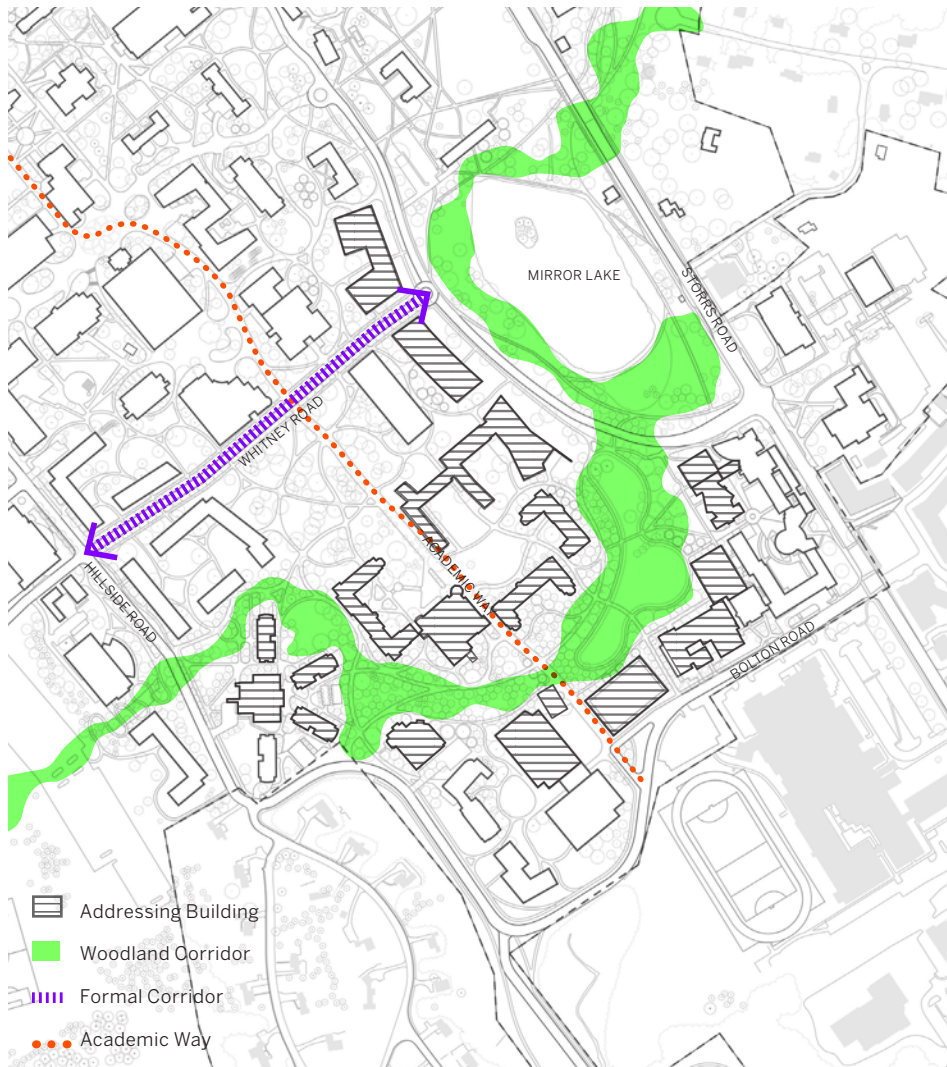 MIRROR LAKE
STORRS ROAD
WHITNEY ROAD
ACADEMIC WAY
HILLSIDE ROAD
BOLTON ROAD
Addressing Building
Woodland Corridor
Formal Corridor
Academic Way